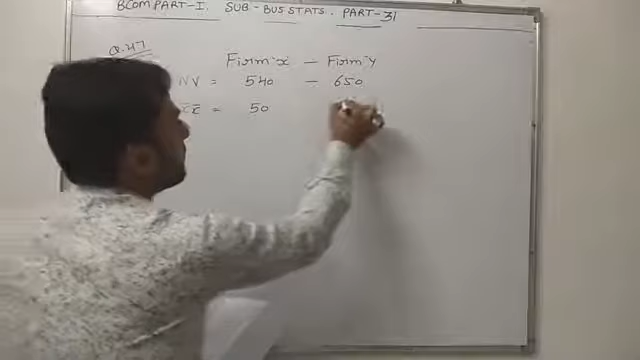 BCOM PART-I. SUB-BUS STATS. PART-31
Q.47
Firm-x — Firm-y
NV = 540 — 650
x̄ = 50